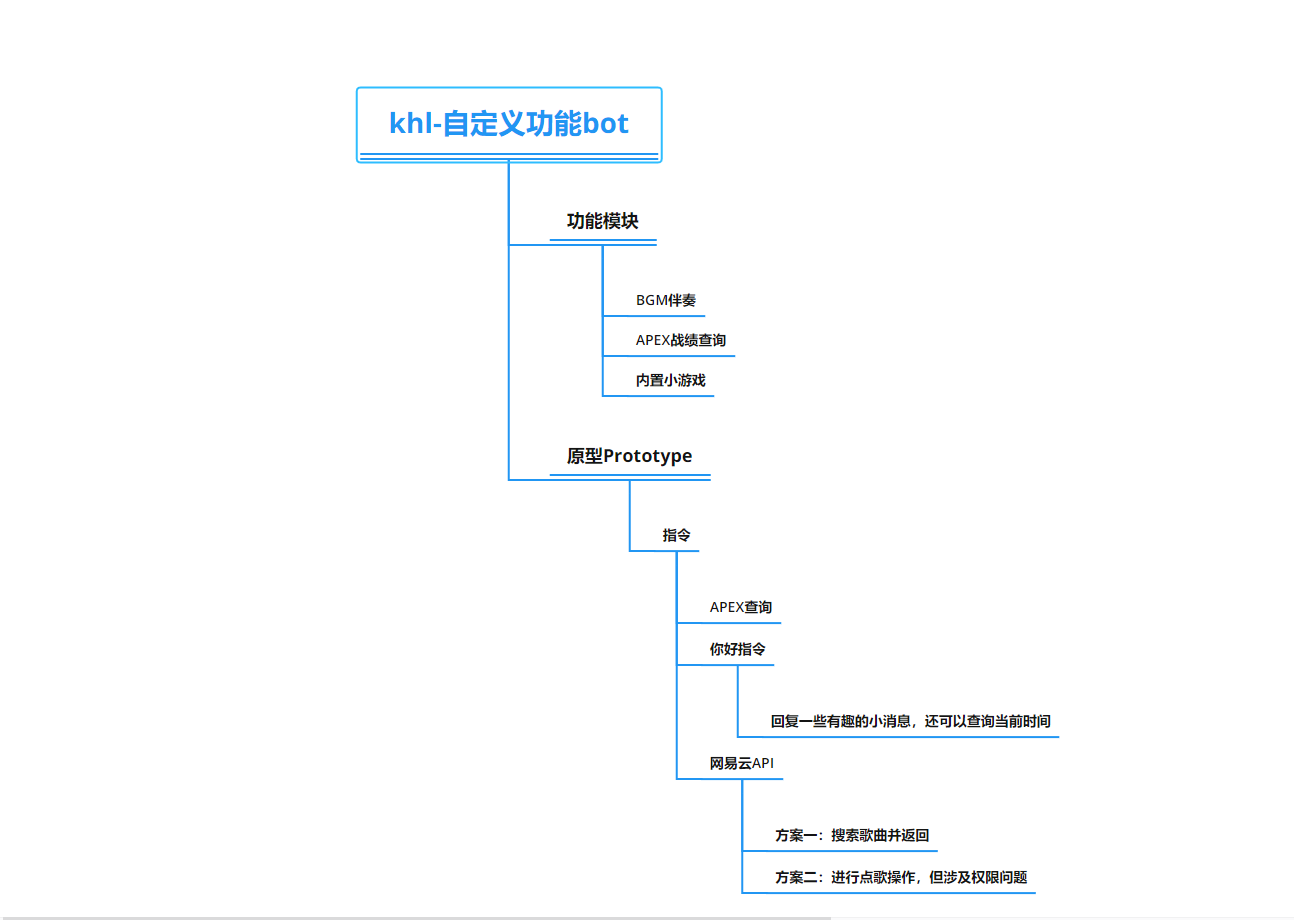 khl-自定义功能bot
功能模块
BGM伴奏
APEX战绩查询
内置小游戏
原型Prototype
指令
APEX查询
你好指令
回复一些有趣的小消息，还可以查询当前时间
网易云API
方案一：搜索歌曲并返回
方案二：进行点歌操作，但涉及权限问题